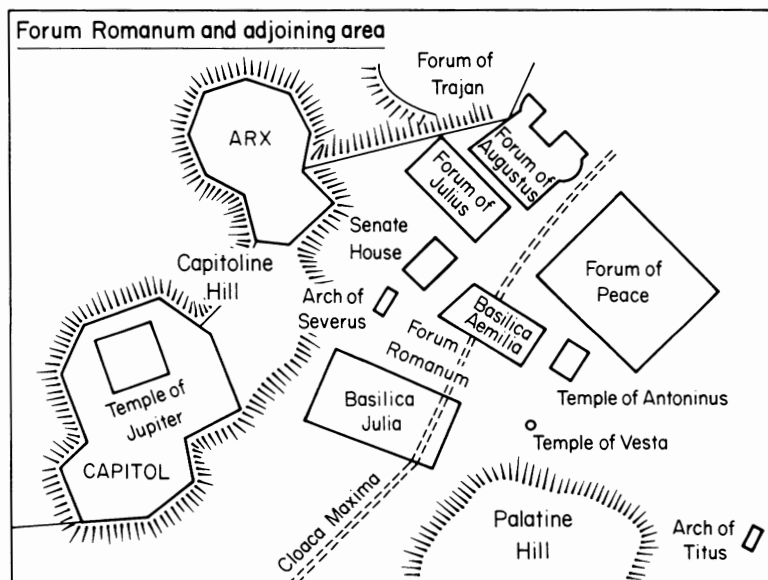 Forum Romanum and adjoining area
Forum of
Trajan
ARX
Forum of
Augustus
Forum of
Julius
Senate
House
Capitoline
Hill
Forum of
Peace
Arch of
Severus
Basilica
Aemilia
Forum
Romanum
Temple of
Jupiter
Basilica
Julia
Temple of Antoninus
Temple of Vesta
CAPITOL
Cloaca Maxima
Palatine
Hill
Arch of
Titus